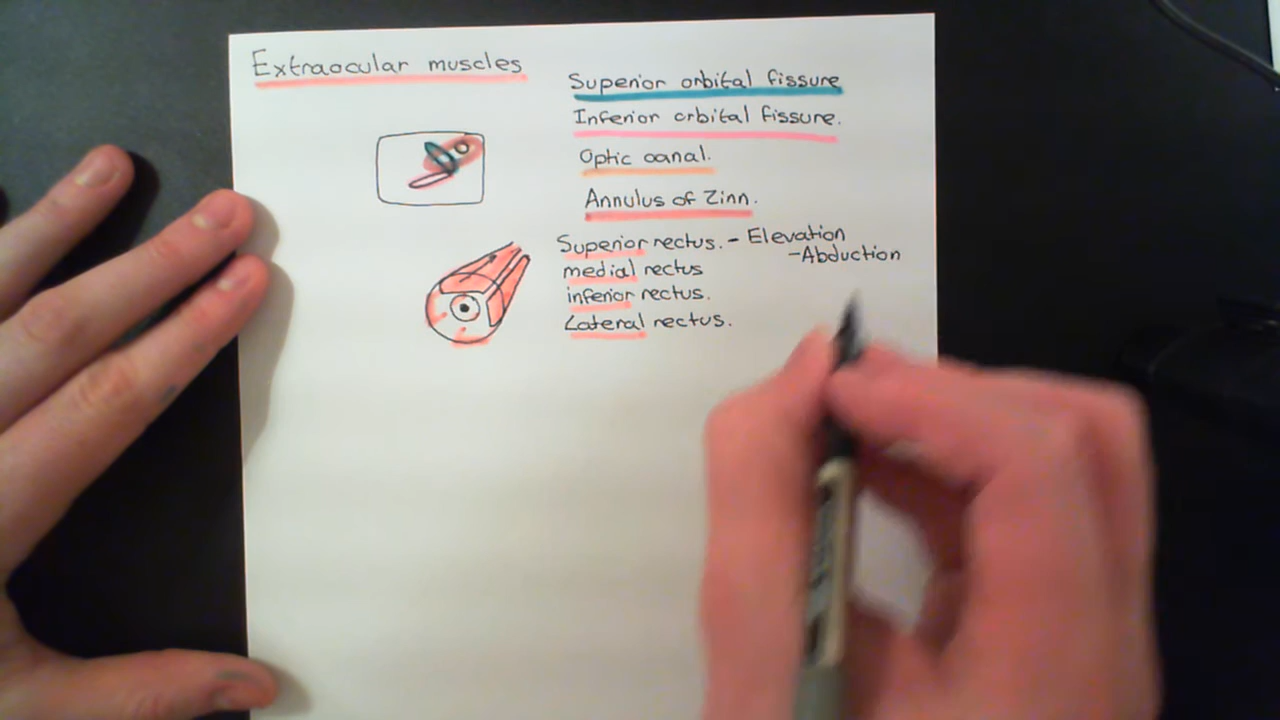 Extraocular muscles
Superior orbital fissure
Inferior orbital fissure.
Optic canal.
Annulus of Zinn.
Superior rectus. - Elevation
- Abduction
medial rectus
inferior rectus.
Lateral rectus.